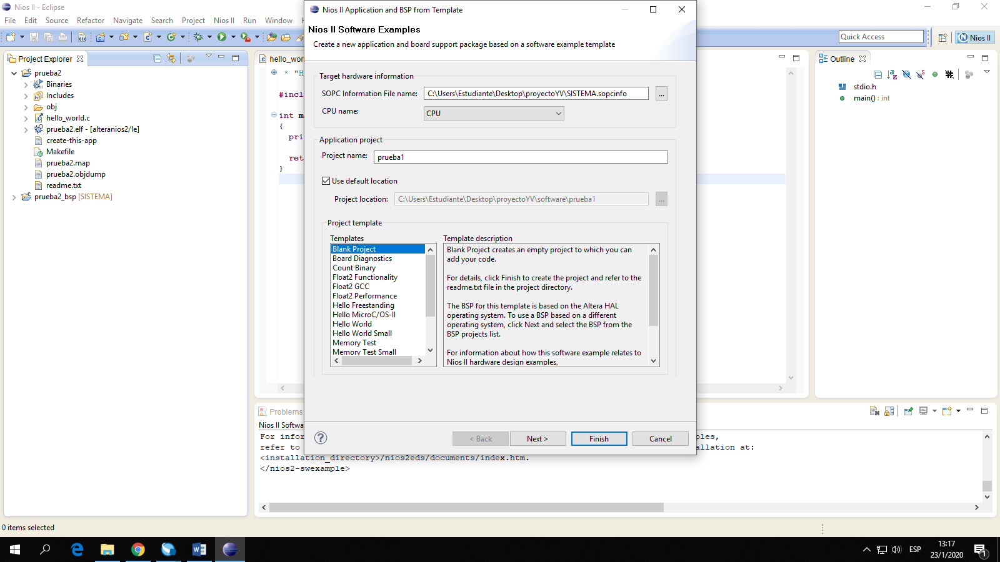 Nios II - Eclipse
File Edit Source Refactor Navigate Search Project Nios II Run Window
Quick Access
Nios II
Project Explorer
prueba2
Binaries
Includes
obj
hello_world.c
prueba2.elf - [alteranios2/le]
create-this-app
Makefile
prueba2.map
prueba2.objdump
readme.txt
prueba2_bsp [SISTEMA]
hello_wor
* "H
#incl
int m
{
pri
ret
}
Nios II Application and BSP from Template
Nios II Software Examples
Create a new application and board support package based on a software example template
Target hardware information
SOPC Information File name: C:\Users\Estudiante\Desktop\proyectoYV\SISTEMA.sopcinfo ...
CPU name: CPU
Application project
Project name: prueba1
Use default location
Project location: C:\Users\Estudiante\Desktop\proyectoYV\software\prueba1 ...
Project template
Templates
Blank Project
Board Diagnostics
Count Binary
Float2 Functionality
Float2 GCC
Float2 Performance
Hello Freestanding
Hello MicroC/OS-II
Hello World
Hello World Small
Memory Test
Memory Test Small
Template description
Blank Project creates an empty project to which you can
add your code.
For details, click Finish to create the project and refer to the
readme.txt file in the project directory.
The BSP for this template is based on the Altera HAL
operating system. To use a BSP based on a different
operating system, click Next and select the BSP from the
BSP projects list.
For information about how this software example relates to
Nios II hardware design examples,
< Back Next > Finish Cancel
Outline
stdio.h
main() : int
Problems
Nios II Softwa
For infor ples,
refer to allation at:
<installation_directory>/nios2eds/documents/index.htm.
</nios2-swexample>
0 items selected
ESP
13:17
23/1/2020
1